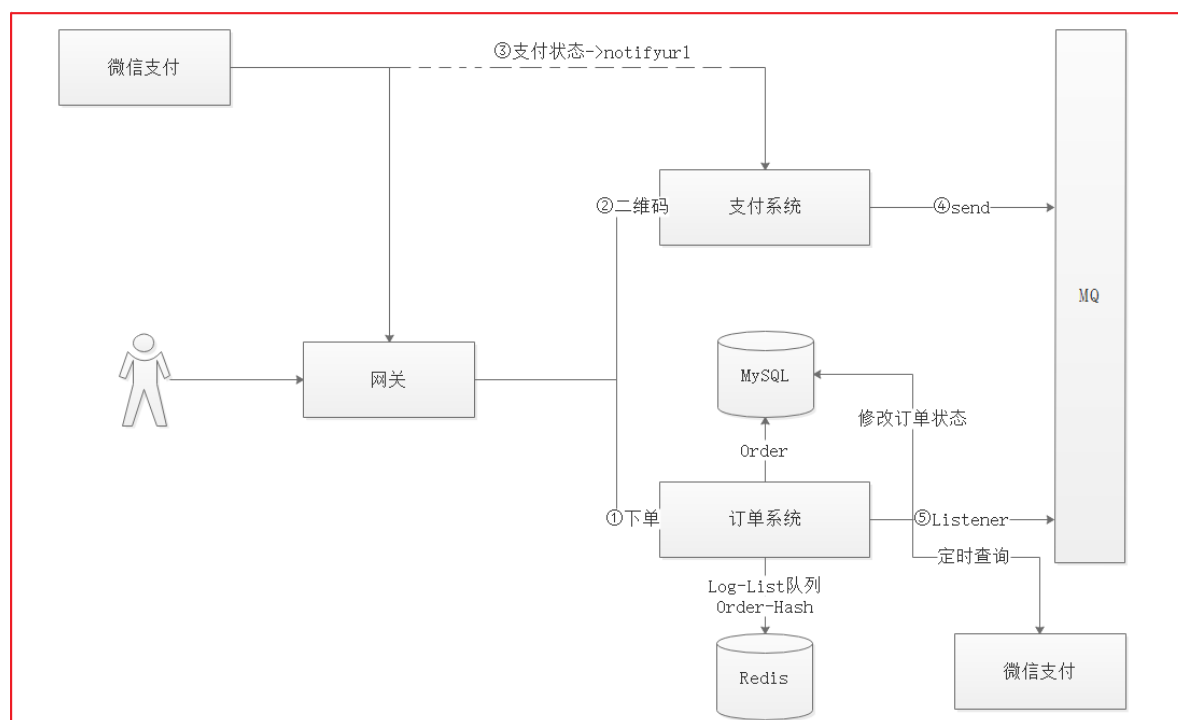 ③支付状态->notifyurl
微信支付
②二维码
支付系统
④send
MQ
网关
MySQL
修改订单状态
Order
①下单
订单系统
⑤Listener
定时查询
Log-List队列
Order-Hash
微信支付
Redis